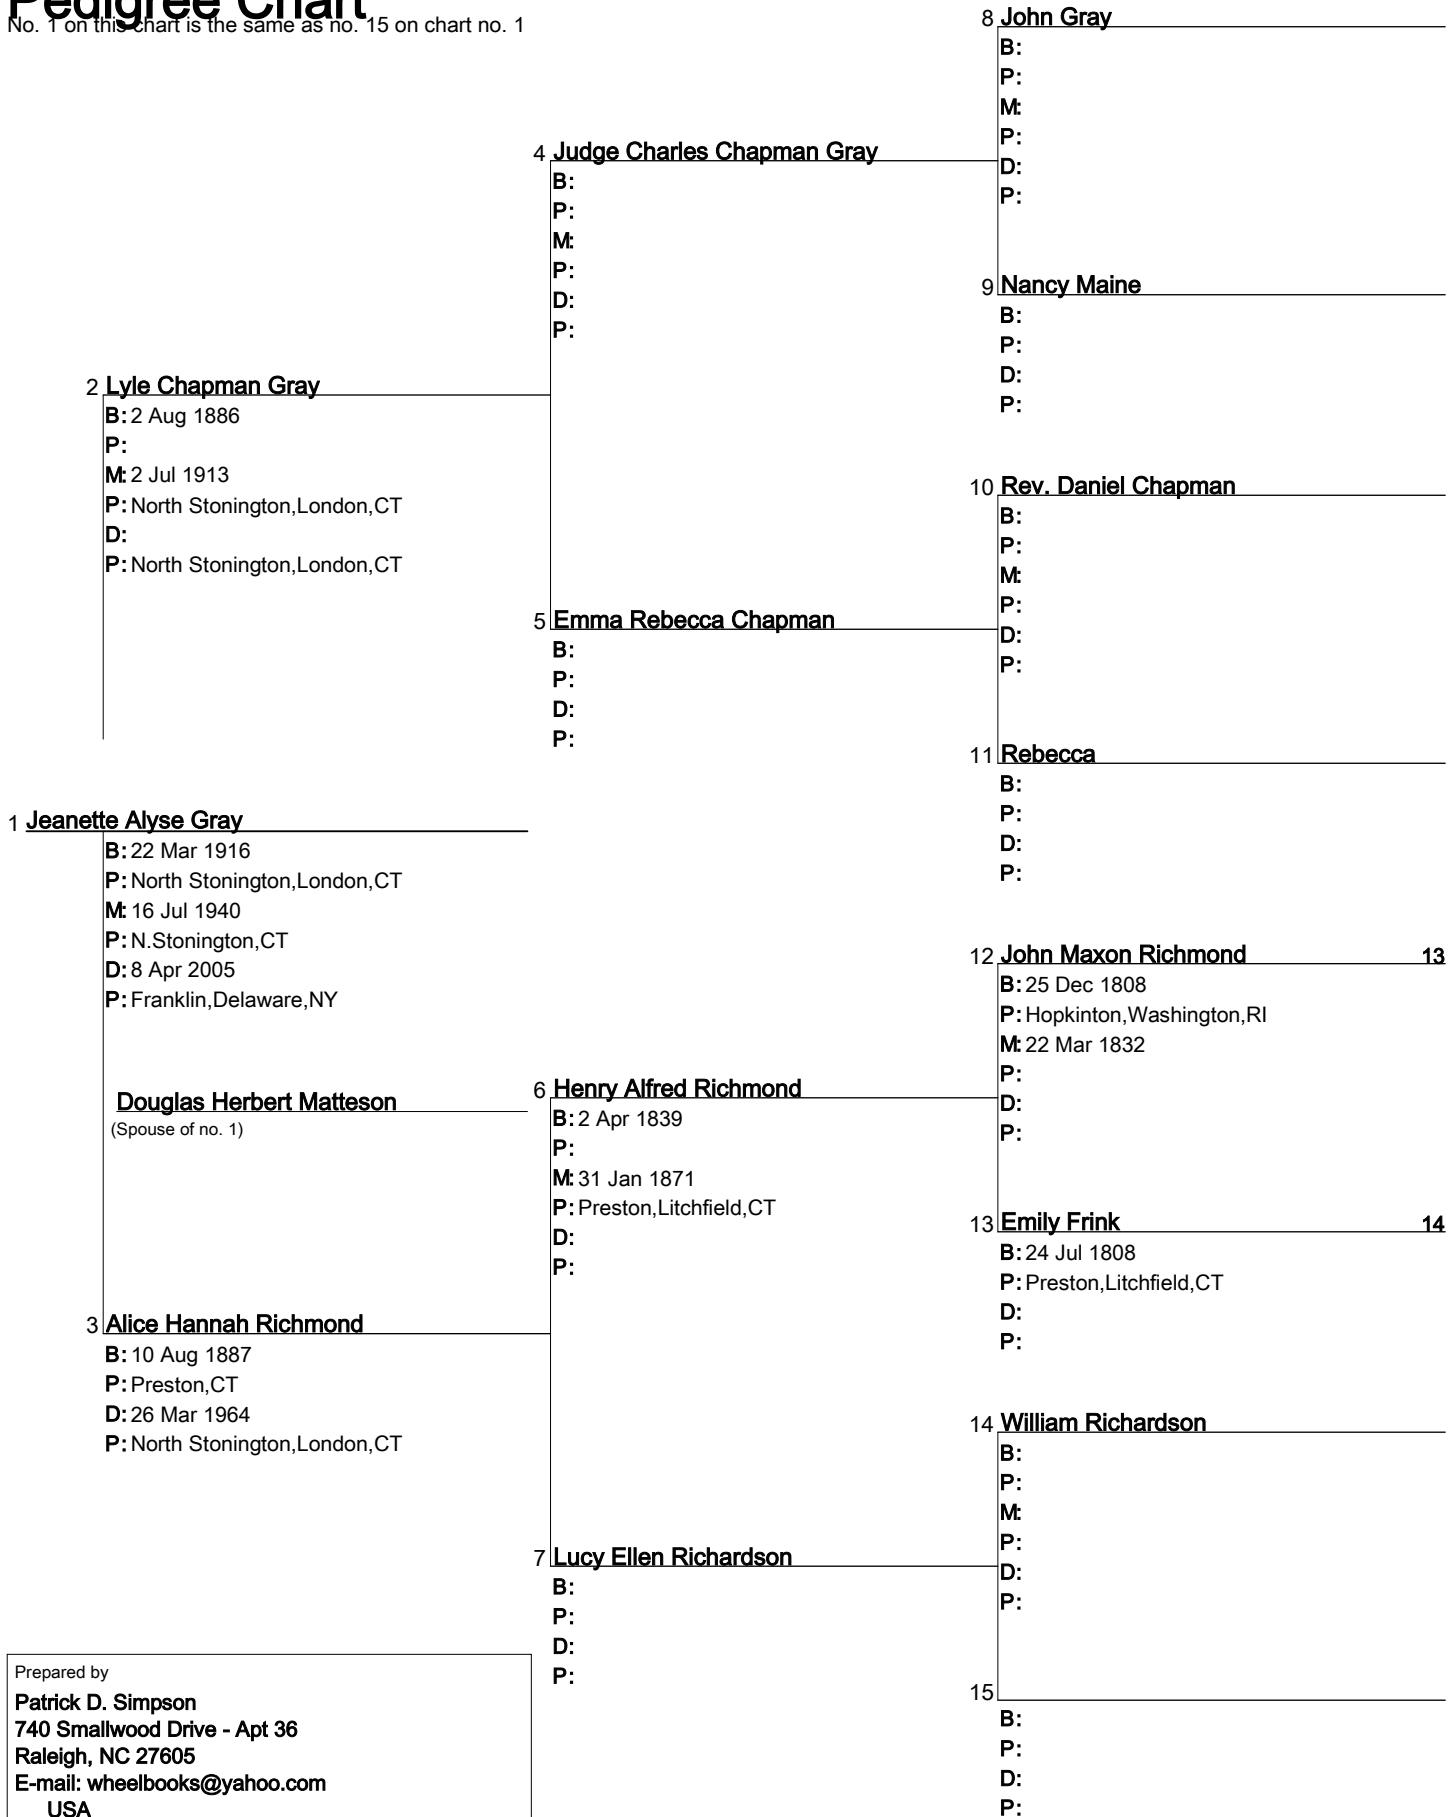 Pedigree Chart
No. 1 on this chart is the same as no. 15 on chart no. 1
8 John Gray
B:
P:
M:
P:
D:
P:
4 Judge Charles Chapman Gray
B:
P:
M:
P:
D:
P:
9 Nancy Maine
B:
P:
D:
P:
2 Lyle Chapman Gray
B: 2 Aug 1886
P:
M: 2 Jul 1913
P: North Stonington,London,CT
D:
P: North Stonington,London,CT
10 Rev. Daniel Chapman
B:
P:
M:
P:
D:
P:
5 Emma Rebecca Chapman
B:
P:
D:
P:
11 Rebecca
B:
P:
D:
P:
1 Jeanette Alyse Gray
B: 22 Mar 1916
P: North Stonington,London,CT
M: 16 Jul 1940
P: N.Stonington,CT
D: 8 Apr 2005
P: Franklin,Delaware,NY
Douglas Herbert Matteson
(Spouse of no. 1)
12 John Maxon Richmond 13
B: 25 Dec 1808
P: Hopkinton,Washington,RI
M: 22 Mar 1832
P:
D:
P:
6 Henry Alfred Richmond
B: 2 Apr 1839
P:
M: 31 Jan 1871
P: Preston,Litchfield,CT
D:
P:
13 Emily Frink 14
B: 24 Jul 1808
P: Preston,Litchfield,CT
D:
P:
3 Alice Hannah Richmond
B: 10 Aug 1887
P: Preston,CT
D: 26 Mar 1964
P: North Stonington,London,CT
14 William Richardson
B:
P:
M:
P:
D:
P:
7 Lucy Ellen Richardson
B:
P:
D:
P:
15
B:
P:
D:
P:
Prepared by
Patrick D. Simpson
740 Smallwood Drive - Apt 36
Raleigh, NC 27605
E-mail: wheelbooks@yahoo.com
USA